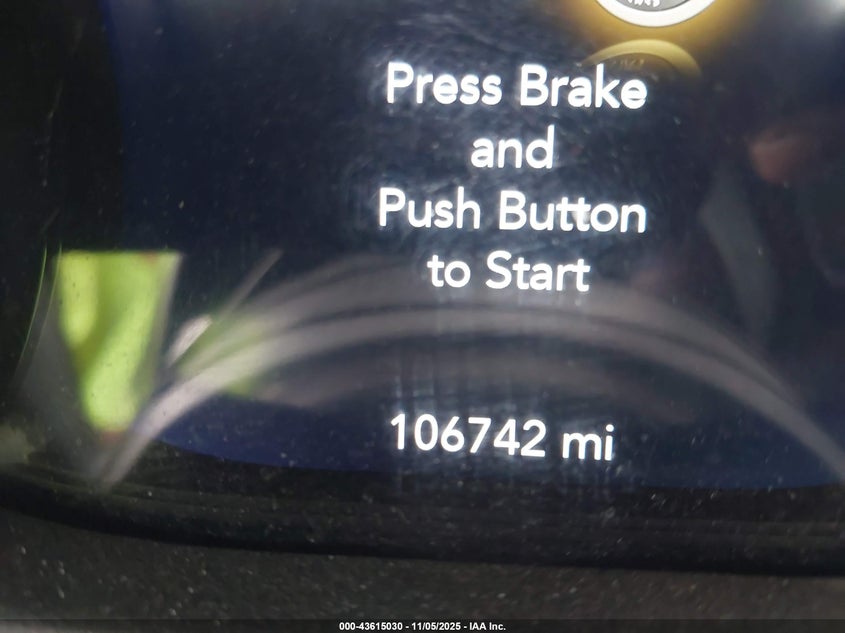 Press Brake
and
Push Button
to Start
106742 mi
000-43615030 - 11/05/2025 - IAA Inc.